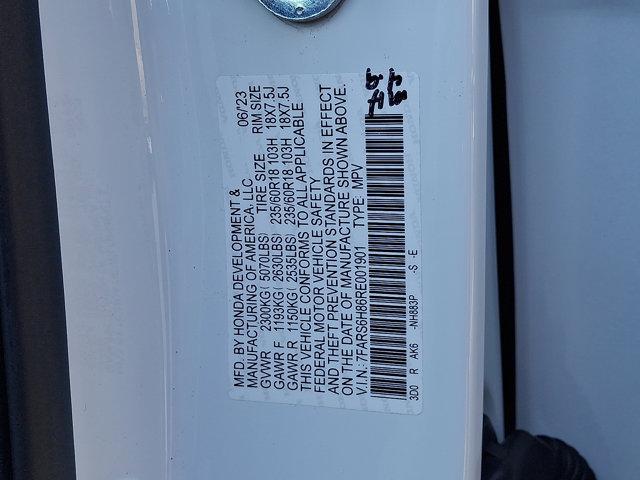 MFD. BY HONDA DEVELOPMENT &
MANUFACTURING OF AMERICA, LLC. 06/'23
GVWR 2300KG( 5070LBS) TIRE SIZE RIM SIZE
GAWR F 1193KG( 2630LBS) 235/60R18 103H 18X7.5J
GAWR R 1150KG( 2535LBS) 235/60R18 103H 18X7.5J
THIS VEHICLE CONFORMS TO ALL APPLICABLE
FEDERAL MOTOR VEHICLE SAFETY
AND THEFT PREVENTION STANDARDS IN EFFECT
ON THE DATE OF MANUFACTURE SHOWN ABOVE.
V.I.N.: 7FARS6H86RE001901 TYPE: MPV
3D0 R AK6 -NH883P -S -E